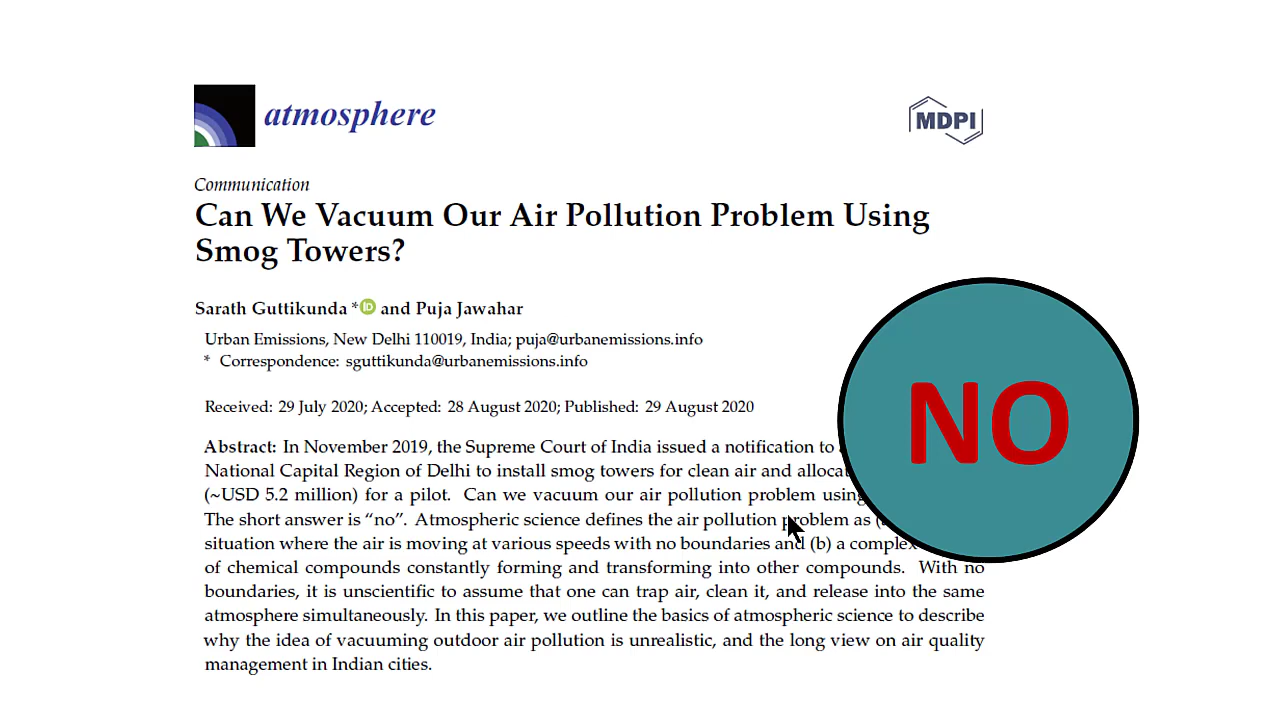 atmosphere
MDPI
Communication
Can We Vacuum Our Air Pollution Problem Using
Smog Towers?
Sarath Guttikunda * iD and Puja Jawahar
Urban Emissions, New Delhi 110019, India; puja@urbanemissions.info
* Correspondence: sguttikunda@urbanemissions.info
Received: 29 July 2020; Accepted: 28 August 2020; Published: 29 August 2020
Abstract: In November 2019, the Supreme Court of India issued a notification to
National Capital Region of Delhi to install smog towers for clean air and
(~USD 5.2 million) for a pilot. Can we vacuum our air pollution problem using
The short answer is “no”. Atmospheric science defines the air pollution problem as
situation where the air is moving at various speeds with no boundaries and (b) a complex
of chemical compounds constantly forming and transforming into other compounds. With no
boundaries, it is unscientific to assume that one can trap air, clean it, and release into the same
atmosphere simultaneously. In this paper, we outline the basics of atmospheric science to describe
why the idea of vacuuming outdoor air pollution is unrealistic, and the long view on air quality
management in Indian cities.
NO